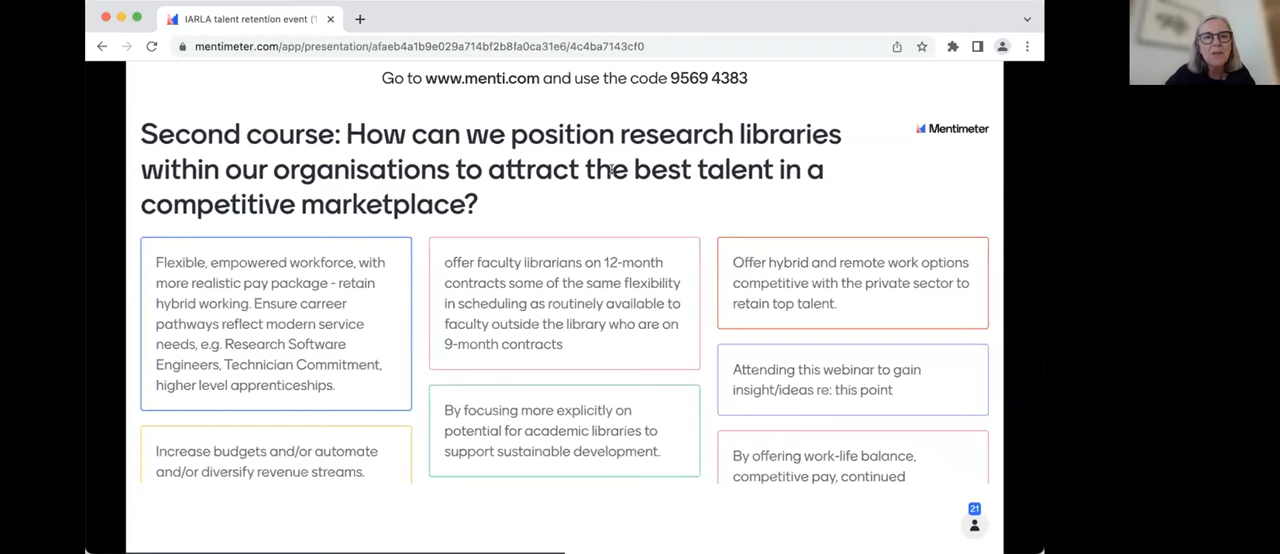 IARLA talent retention event (1
mentimeter.com/app/presentation/afaeb4a1b9e029a714bf2b8fa0ca31e6/4c4ba7143cf0
Go to www.menti.com and use the code 9569 4383
Second course: How can we position research libraries
within our organisations to attract the best talent in a
competitive marketplace?
Mentimeter
Flexible, empowered workforce, with
more realistic pay package - retain
hybrid working. Ensure carreer
pathways reflect modern service
needs, e.g. Research Software
Engineers, Technician Commitment,
higher level apprenticeships.
Increase budgets and/or automate
and/or diversify revenue streams.
offer faculty librarians on 12-month
contracts some of the same flexibility
in scheduling as routinely available to
faculty outside the library who are on
9-month contracts
By focusing more explicitly on
potential for academic libraries to
support sustainable development.
Offer hybrid and remote work options
competitive with the private sector to
retain top talent.
Attending this webinar to gain
insight/ideas re: this point
By offering work-life balance,
competitive pay, continued
21